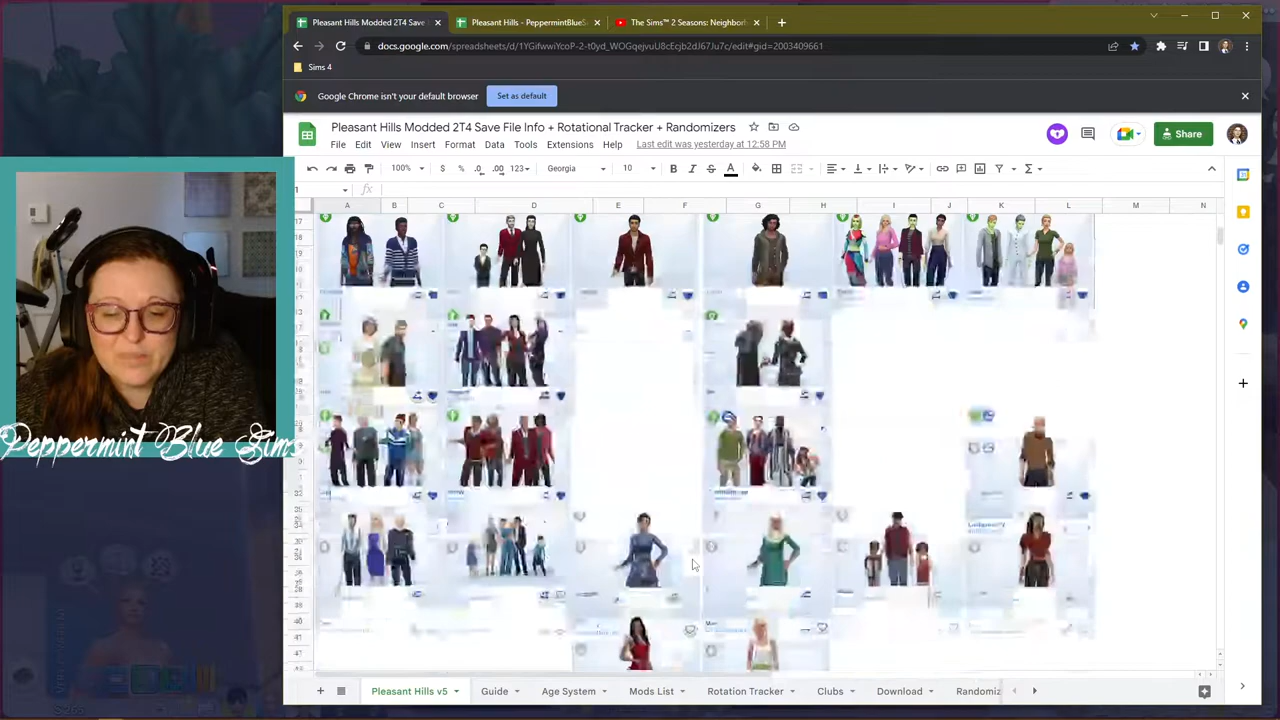 Pleasant Hills Modded 2T4 Save
Pleasant Hills - PeppermintBlueS
The Sims™ 2 Seasons: Neighbor
docs.google.com/spreadsheets/d/1YGifwwiYcoP-2-t0yd_WOGqejvuU8cEcjb2dJ67Ju7c/edit#gid=2003409661
Sims 4
Google Chrome isn't your default browser
Set as default
Pleasant Hills Modded 2T4 Save File Info + Rotational Tracker + Randomizers
Share
File Edit View Insert Format Data Tools Extensions Help Last edit was yesterday at 12:58 PM
100% $ % .0 .00 123 Georgia 10 B I S A
A B C D E F G H I J K L M N
Peppermint Blue Sims
Pleasant Hills v5 Guide Age System Mods List Rotation Tracker Clubs Download Randomiz